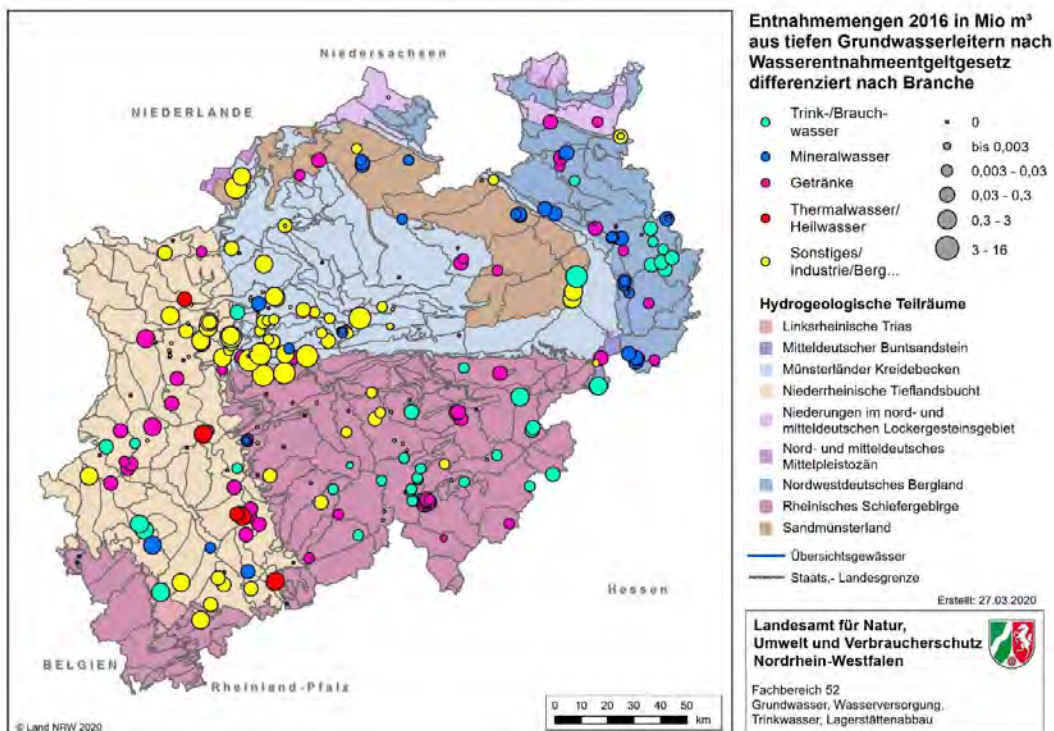 Niedersachsen
NIEDERLANDE
Hessen
BELGIEN
Rheinland-Pfalz
© Land NRW 2020
0 10 20 30 40 50
km
Entnahmemengen 2016 in Mio m³
aus tiefen Grundwasserleitern nach
Wasserentnahmeentgeltgesetz
differenziert nach Branche
Trink-/Brauch-
wasser
Mineralwasser
Getränke
Thermalwasser/
Heilwasser
Sonstiges/
industrie/Berg...
0
bis 0,003
0,003 - 0,03
0,03 - 0,3
0,3 - 3
3 - 16
Hydrogeologische Teilräume
Linksrheinische Trias
Mitteldeutscher Buntsandstein
Münsterländer Kreidebecken
Niederrheinische Tieflandsbucht
Niederungen im nord- und
mitteldeutschen Lockergesteinsgebiet
Nord- und mitteldeutsches
Mittelpleistozän
Nordwestdeutsches Bergland
Rheinisches Schiefergebirge
Sandmünsterland
Übersichtsgewässer
Staats,- Landesgrenze
Erstellt: 27.03.2020
Landesamt für Natur,
Umwelt und Verbraucherschutz
Nordrhein-Westfalen
Fachbereich 52
Grundwasser, Wasserversorgung,
Trinkwasser, Lagerstättenabbau